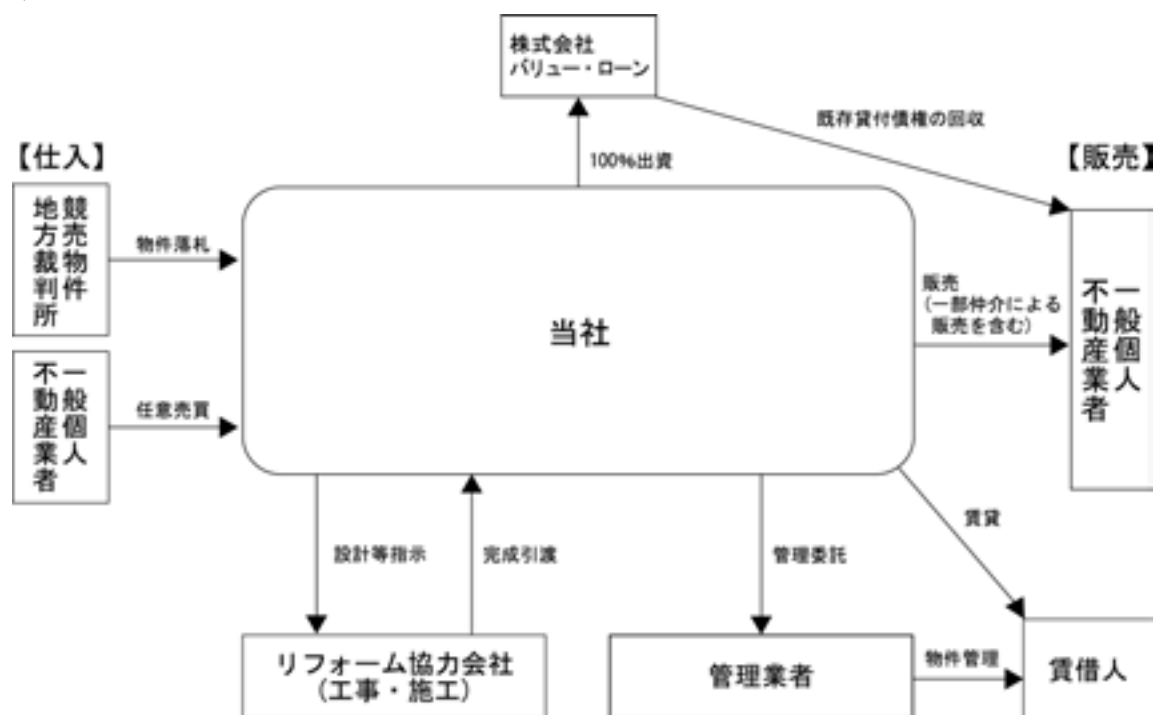 株式会社
バリュー・ローン
既存貸付債権の回収
100%出資
【仕入】
【販売】
競売物件
地方裁判所
物件落札
一般個人
不動産業者
任意売買
当社
販売
(一部仲介による
販売を含む)
一般個人
不動産業者
賃貸
設計等指示
完成引渡
管理委託
リフォーム協力会社
(工事・施工)
管理業者
物件管理
賃借人